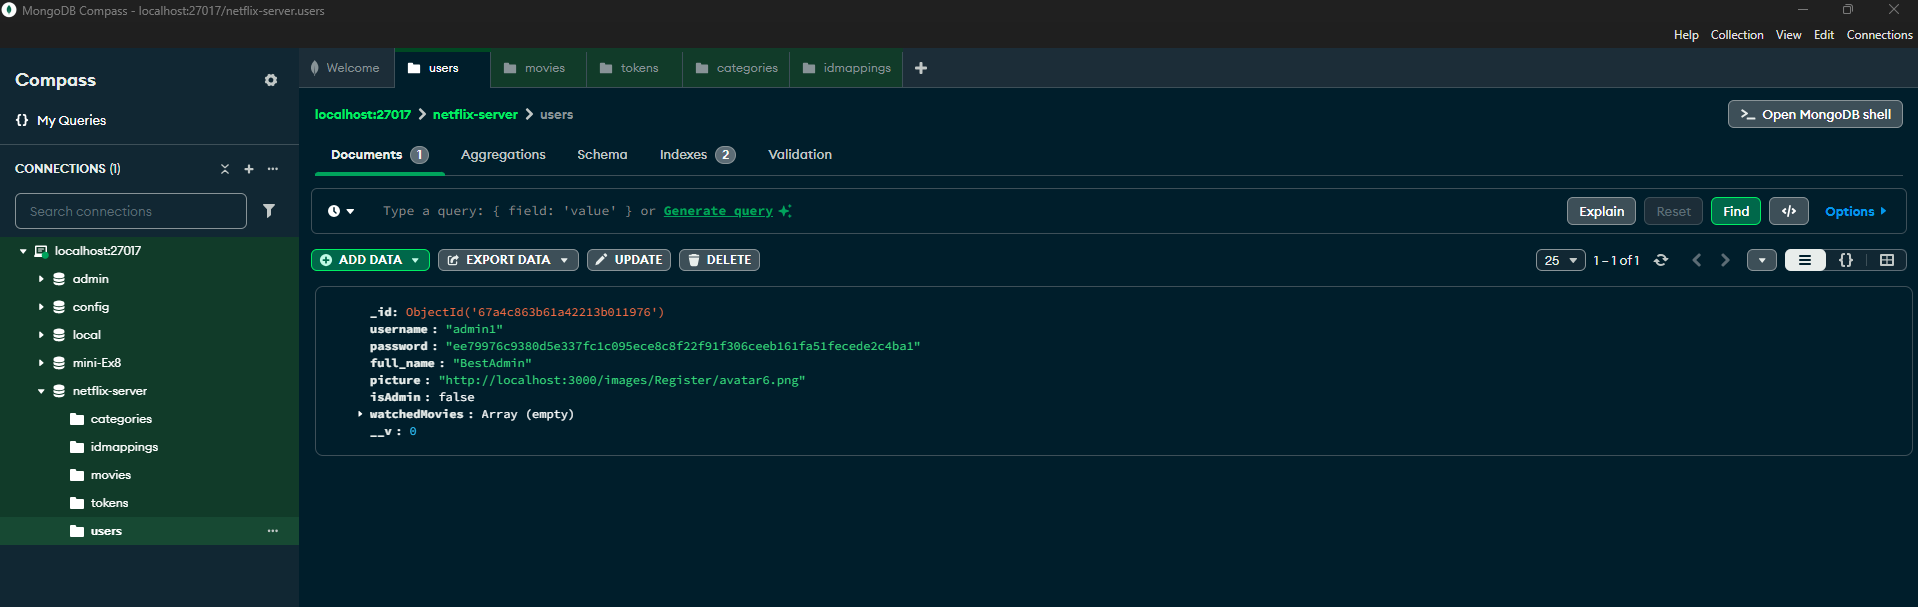 MongoDB Compass - localhost:27017/netflix-server.users
Help Collection View Edit Connections
Compass
{} My Queries
CONNECTIONS (1)
Search connections
localhost:27017
admin
config
local
mini-Ex8
netflix-server
categories
idmappings
movies
tokens
users
Welcome users movies tokens categories idmappings
localhost:27017 > netflix-server > users
>_ Open MongoDB shell
Documents 1 Aggregations Schema Indexes 2 Validation
Type a query: { field: 'value' } or Generate query
Explain Reset Find </> Options
ADD DATA EXPORT DATA UPDATE DELETE
25 1 – 1 of 1 {}
_id: ObjectId('67a4c863b61a42213b011976')
username : "admin1"
password : "ee79976c9380d5e337fc1c095ece8c8f22f91f306ceeb161fa51fecede2c4ba1"
full_name : "BestAdmin"
picture : "http://localhost:3000/images/Register/avatar6.png"
isAdmin : false
watchedMovies : Array (empty)
__v : 0